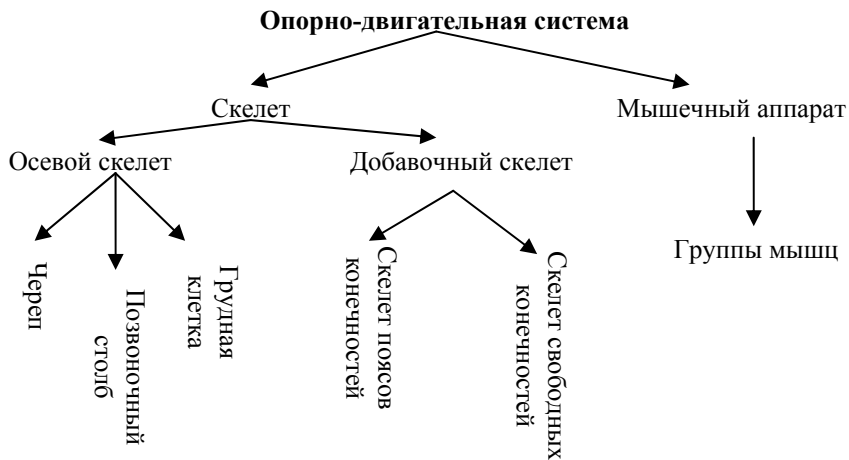 Опорно-двигательная система
Скелет
Мышечный аппарат
Осевой скелет
Добавочный скелет
Группы мышц
Череп
Позвоночный
столб
Грудная
клетка
Скелет поясов
конечностей
Скелет свободных
конечностей